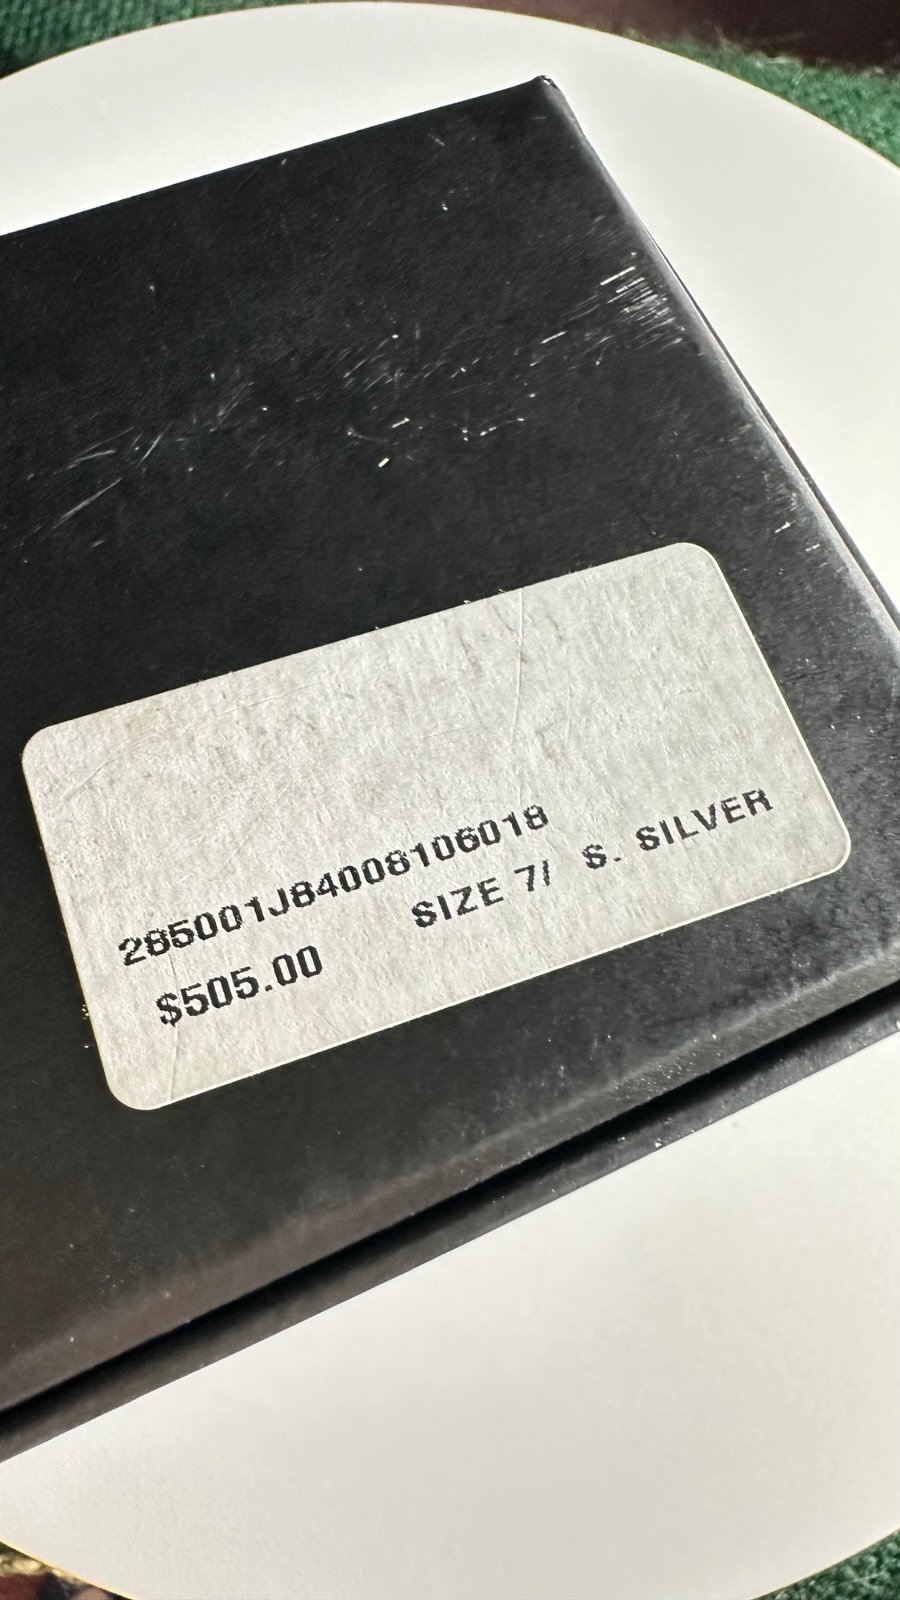 285001J84008106018
$505.00 SIZE 7/ S. SILVER